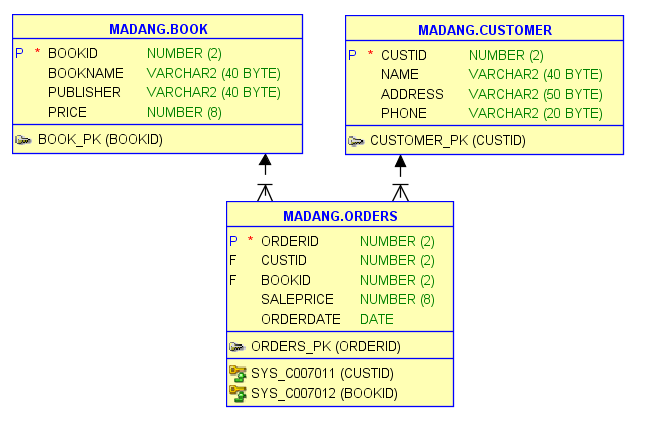 MADANG.BOOK
P * BOOKID NUMBER (2)
BOOKNAME VARCHAR2 (40 BYTE)
PUBLISHER VARCHAR2 (40 BYTE)
PRICE NUMBER (8)
BOOK_PK (BOOKID)
MADANG.CUSTOMER
P * CUSTID NUMBER (2)
NAME VARCHAR2 (40 BYTE)
ADDRESS VARCHAR2 (50 BYTE)
PHONE VARCHAR2 (20 BYTE)
CUSTOMER_PK (CUSTID)
MADANG.ORDERS
P * ORDERID NUMBER (2)
F CUSTID NUMBER (2)
F BOOKID NUMBER (2)
SALEPRICE NUMBER (8)
ORDERDATE DATE
ORDERS_PK (ORDERID)
SYS_C007011 (CUSTID)
SYS_C007012 (BOOKID)